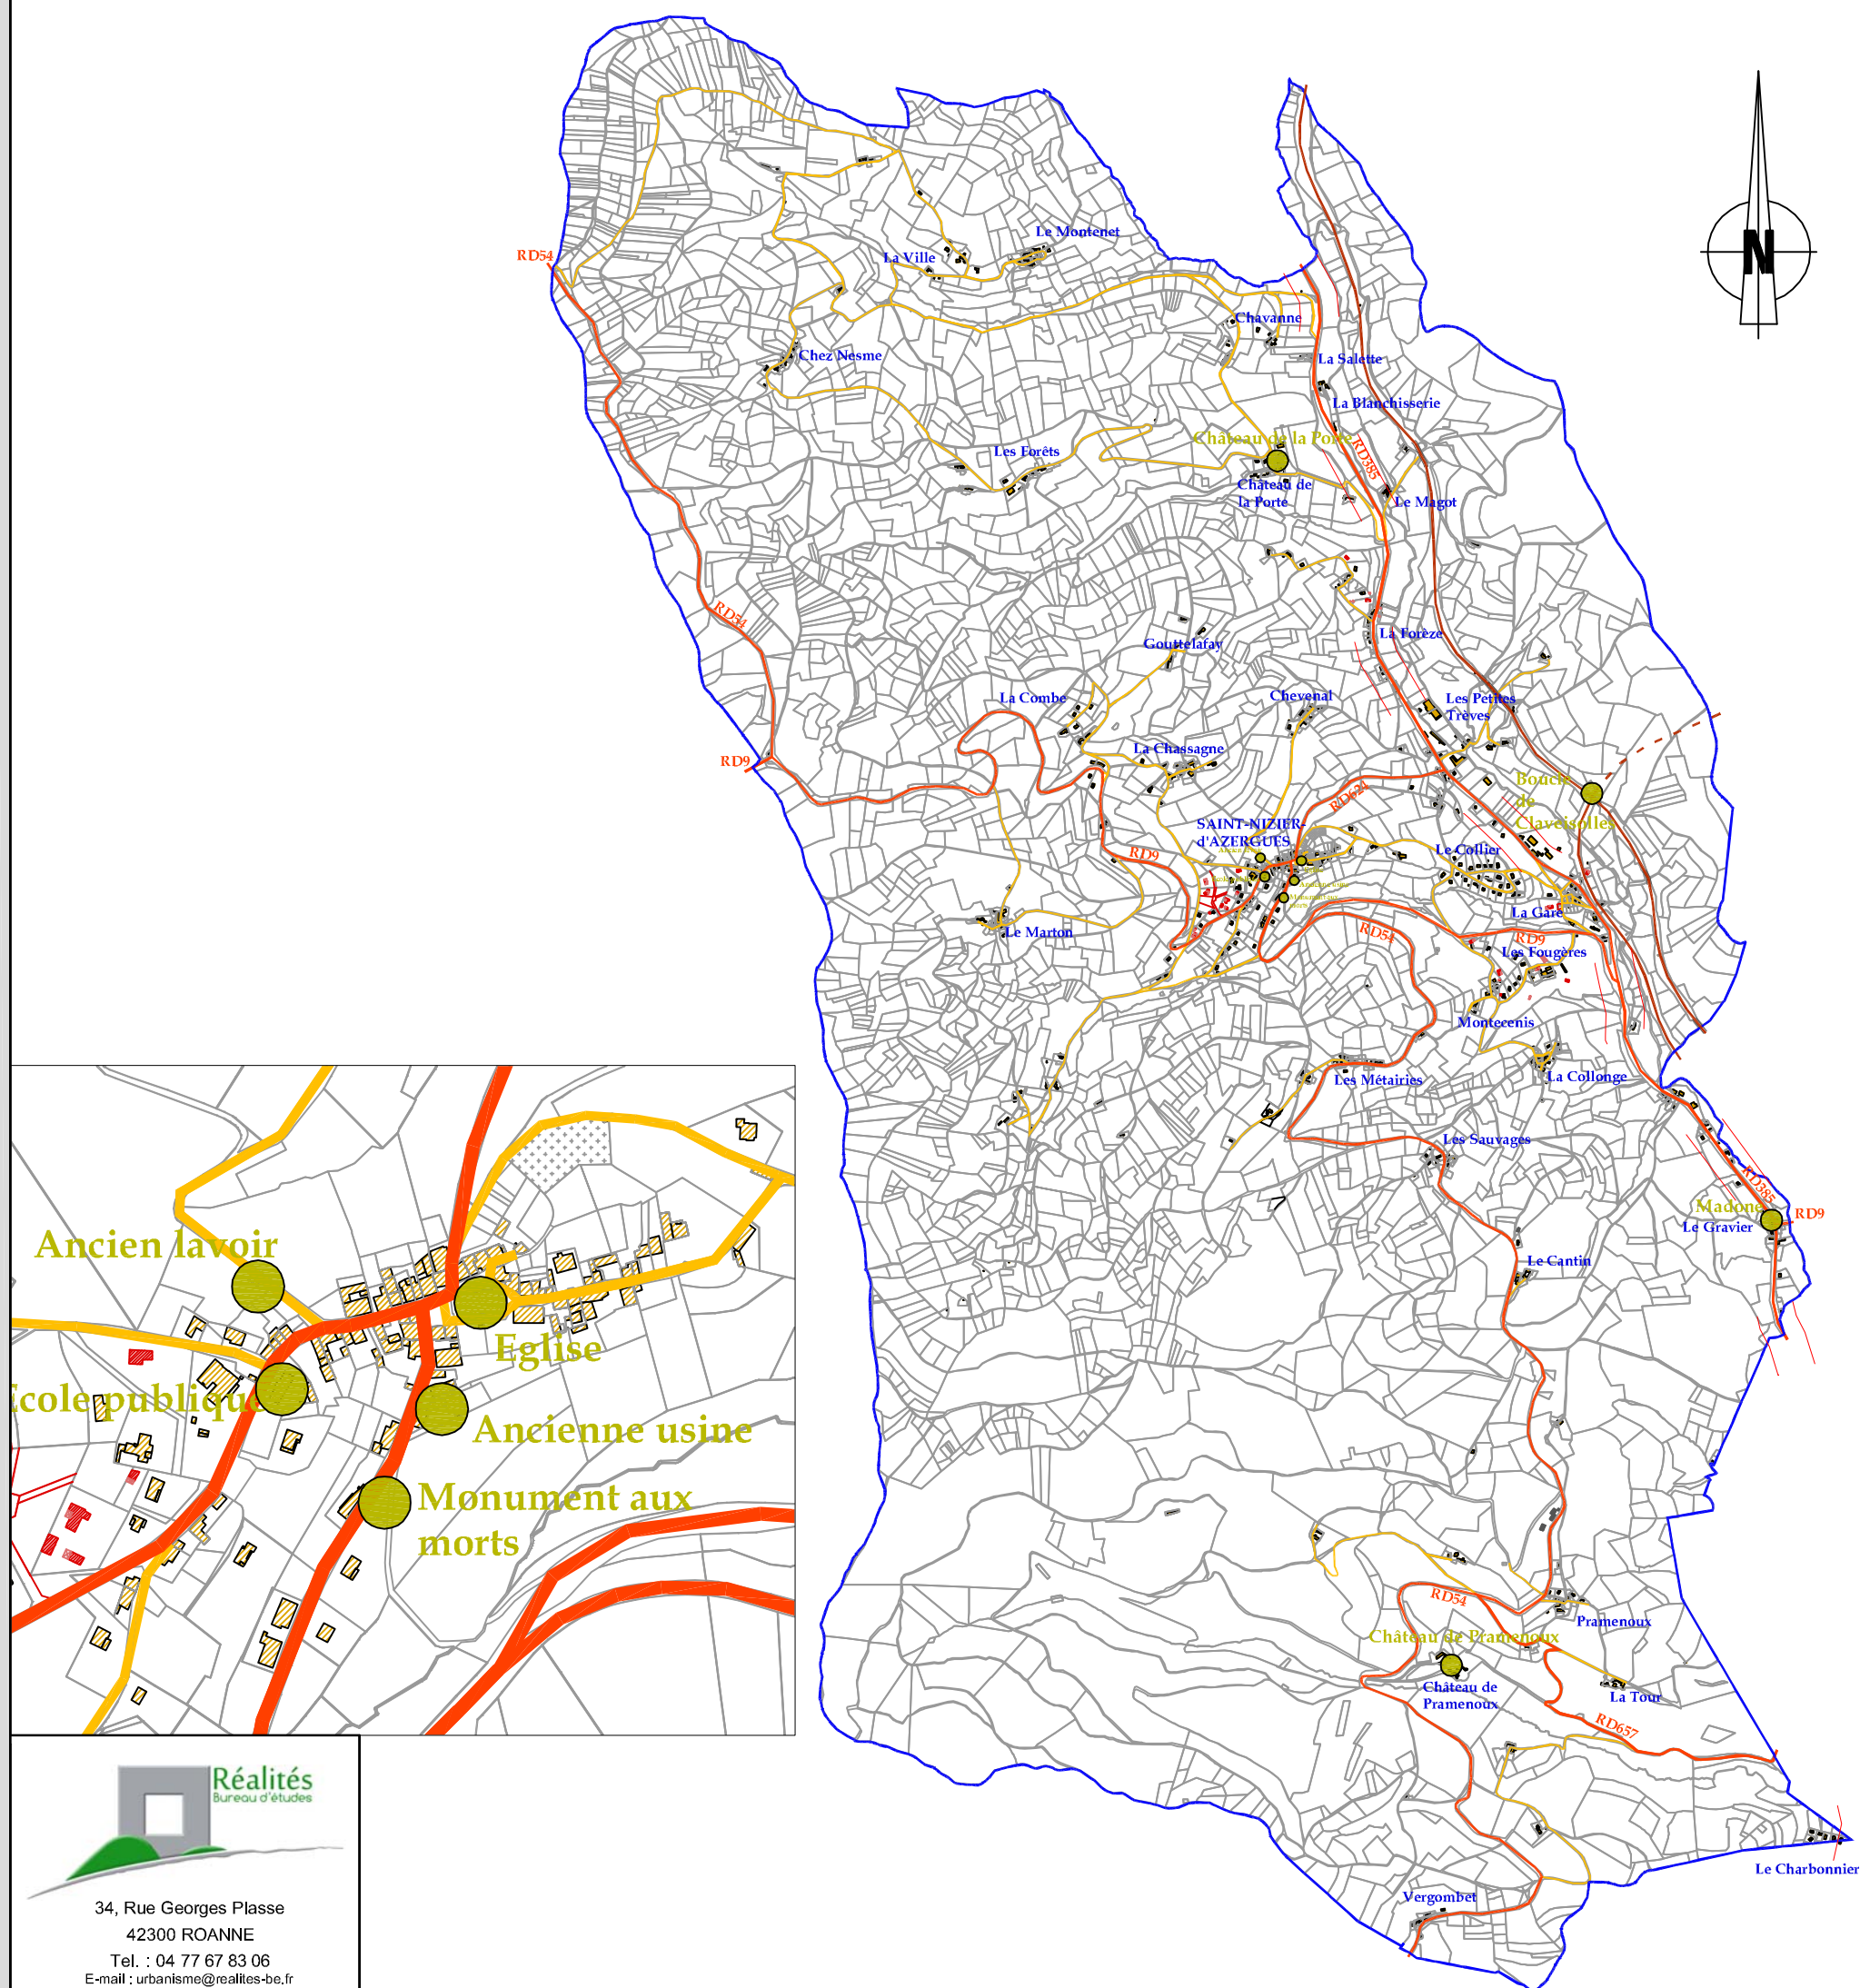 N
RD54
La Ville
Le Montenet
Chavanne
Chez Nesme
La Salette
La Blanchisserie
Château de la Porte
RD385
Les Forêts
Château de
la Porte
Le Magot
RD54
La Forèze
Gouttelafay
La Combe
Chevenal
Les Petites
Trèves
La Chassagne
RD9
Boucle
de
Claveisolles
RD624
SAINT-NIZIER-
d'AZERGUES
RD9
Le Collier
La Gare
Le Marton
RD54
RD9
Les Fougères
Montcenis
Les Métairies
La Collonge
Les Sauvages
RD385
Madone
RD9
Le Gravier
Le Cantin
Ancien lavoir
Eglise
Ecole publique
Ancienne usine
Monument aux
morts
RD54
Pramenoux
Château de Pramenoux
Château de
Pramenoux
La Tour
RD657
Le Charbonnier
Vergombet
Réalités
Bureau d'études
34, Rue Georges Plasse
42300 ROANNE
Tel. : 04 77 67 83 06
E-mail : urbanisme@realites-be.fr